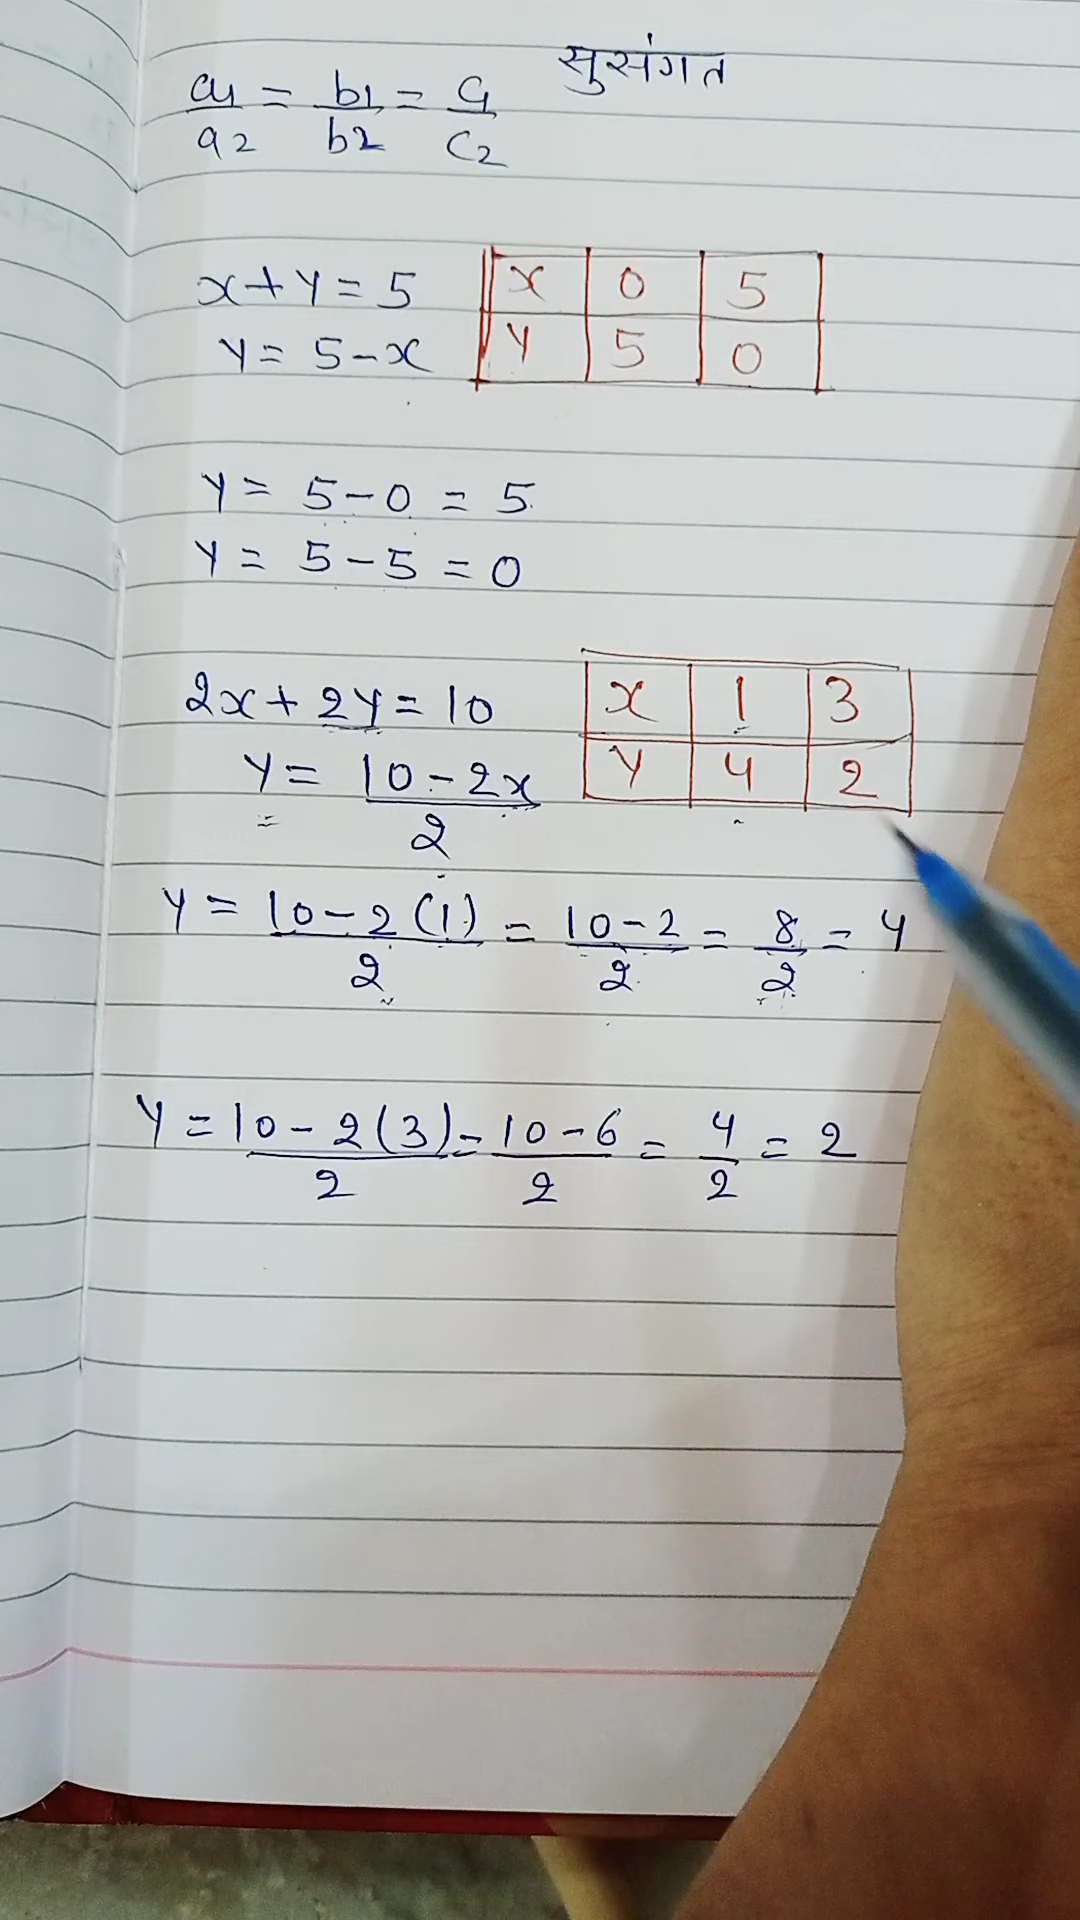 a1/a2 = b1/b2 = c1/c2 सुसंगत
x+y = 5
y = 5-x
x 0 5
y 5 0
y = 5-0 = 5
y = 5-5 = 0
2x+2y = 10
y = 10-2x/2
x 1 3
y 4 2
y = 10-2(1)/2 = 10-2/2 = 8/2 = 4
y = 10-2(3)/2 = 10-6/2 = 4/2 = 2